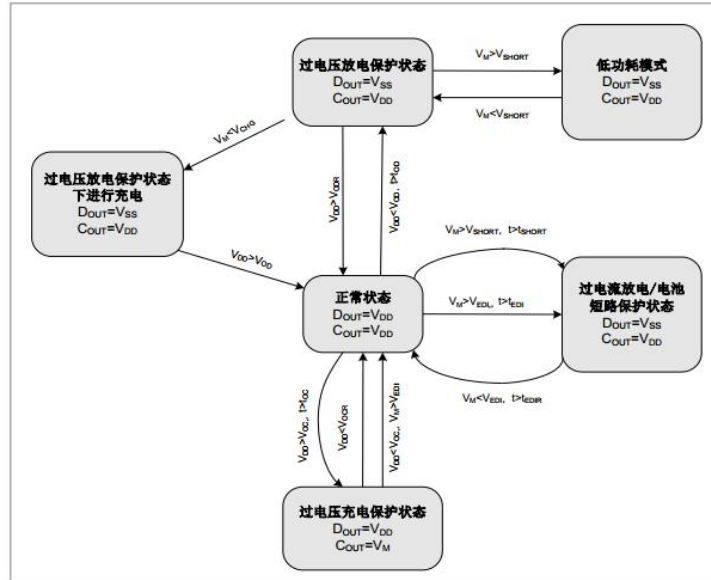 过电压放电保护状态
DOUT=VSS
COUT=VDD
VM>VSHORT
VM<VSHORT
低功耗模式
DOUT=VSS
COUT=VDD
VM<VCHG
过电压放电保护状态
下进行充电
DOUT=VSS
COUT=VDD
VDD>VODR
VDD<VOD, t>tOD
VDD>VOD
VM>VSHORT, t>tSHORT
正常状态
DOUT=VDD
COUT=VDD
VM>VEDI, t>tEDI
过电流放电/电池
短路保护状态
DOUT=VSS
COUT=VDD
VM<VEDI, t>tEDIR
VDD>VOC, t>tOC
VDD<VOCR
VDD<VOC, VM>VEDI
过电压充电保护状态
DOUT=VDD
COUT=VM